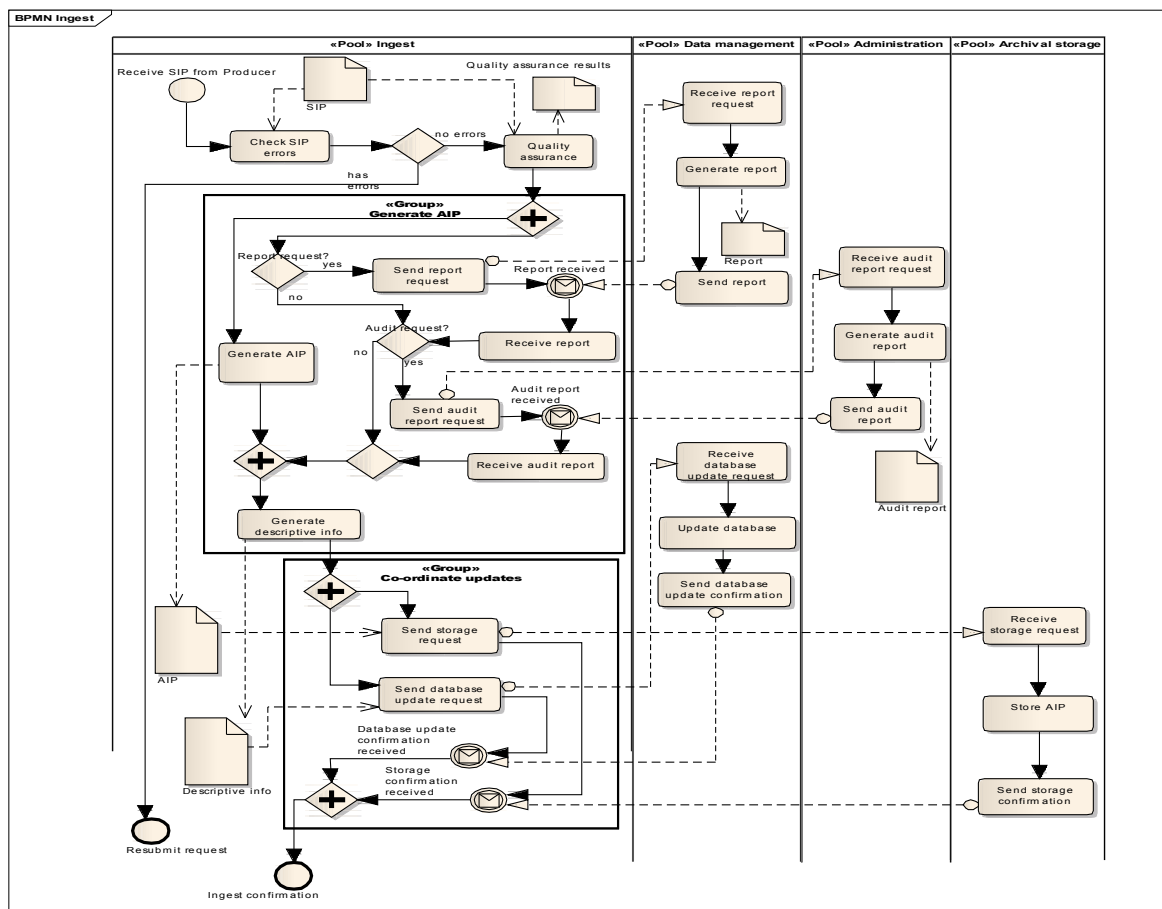 BPMN Ingest
«Pool» Ingest
«Pool» Data management
«Pool» Administration
«Pool» Archival storage
Receive SIP from Producer
SIP
Quality assurance results
Check SIP
errors
no errors
Quality
assurance
has
errors
Receive report
request
Generate report
Report
Send report
«Group»
Generate AIP
Report request?
yes
no
Send report
request
Report received
Receive report
Audit request?
no
yes
Generate AIP
Send audit
report request
Audit report
received
Receive audit report
Generate
descriptive info
Receive audit
report request
Generate audit
report
Send audit
report
Audit report
Receive
database
update request
Update database
Send database
update confirmation
«Group»
Co-ordinate updates
Send storage
request
Send database
update request
Database update
confirmation
received
Storage
confirmation
received
AIP
Descriptive info
Receive
storage request
Store AIP
Send storage
confirmation
Resubmit request
Ingest confirmation